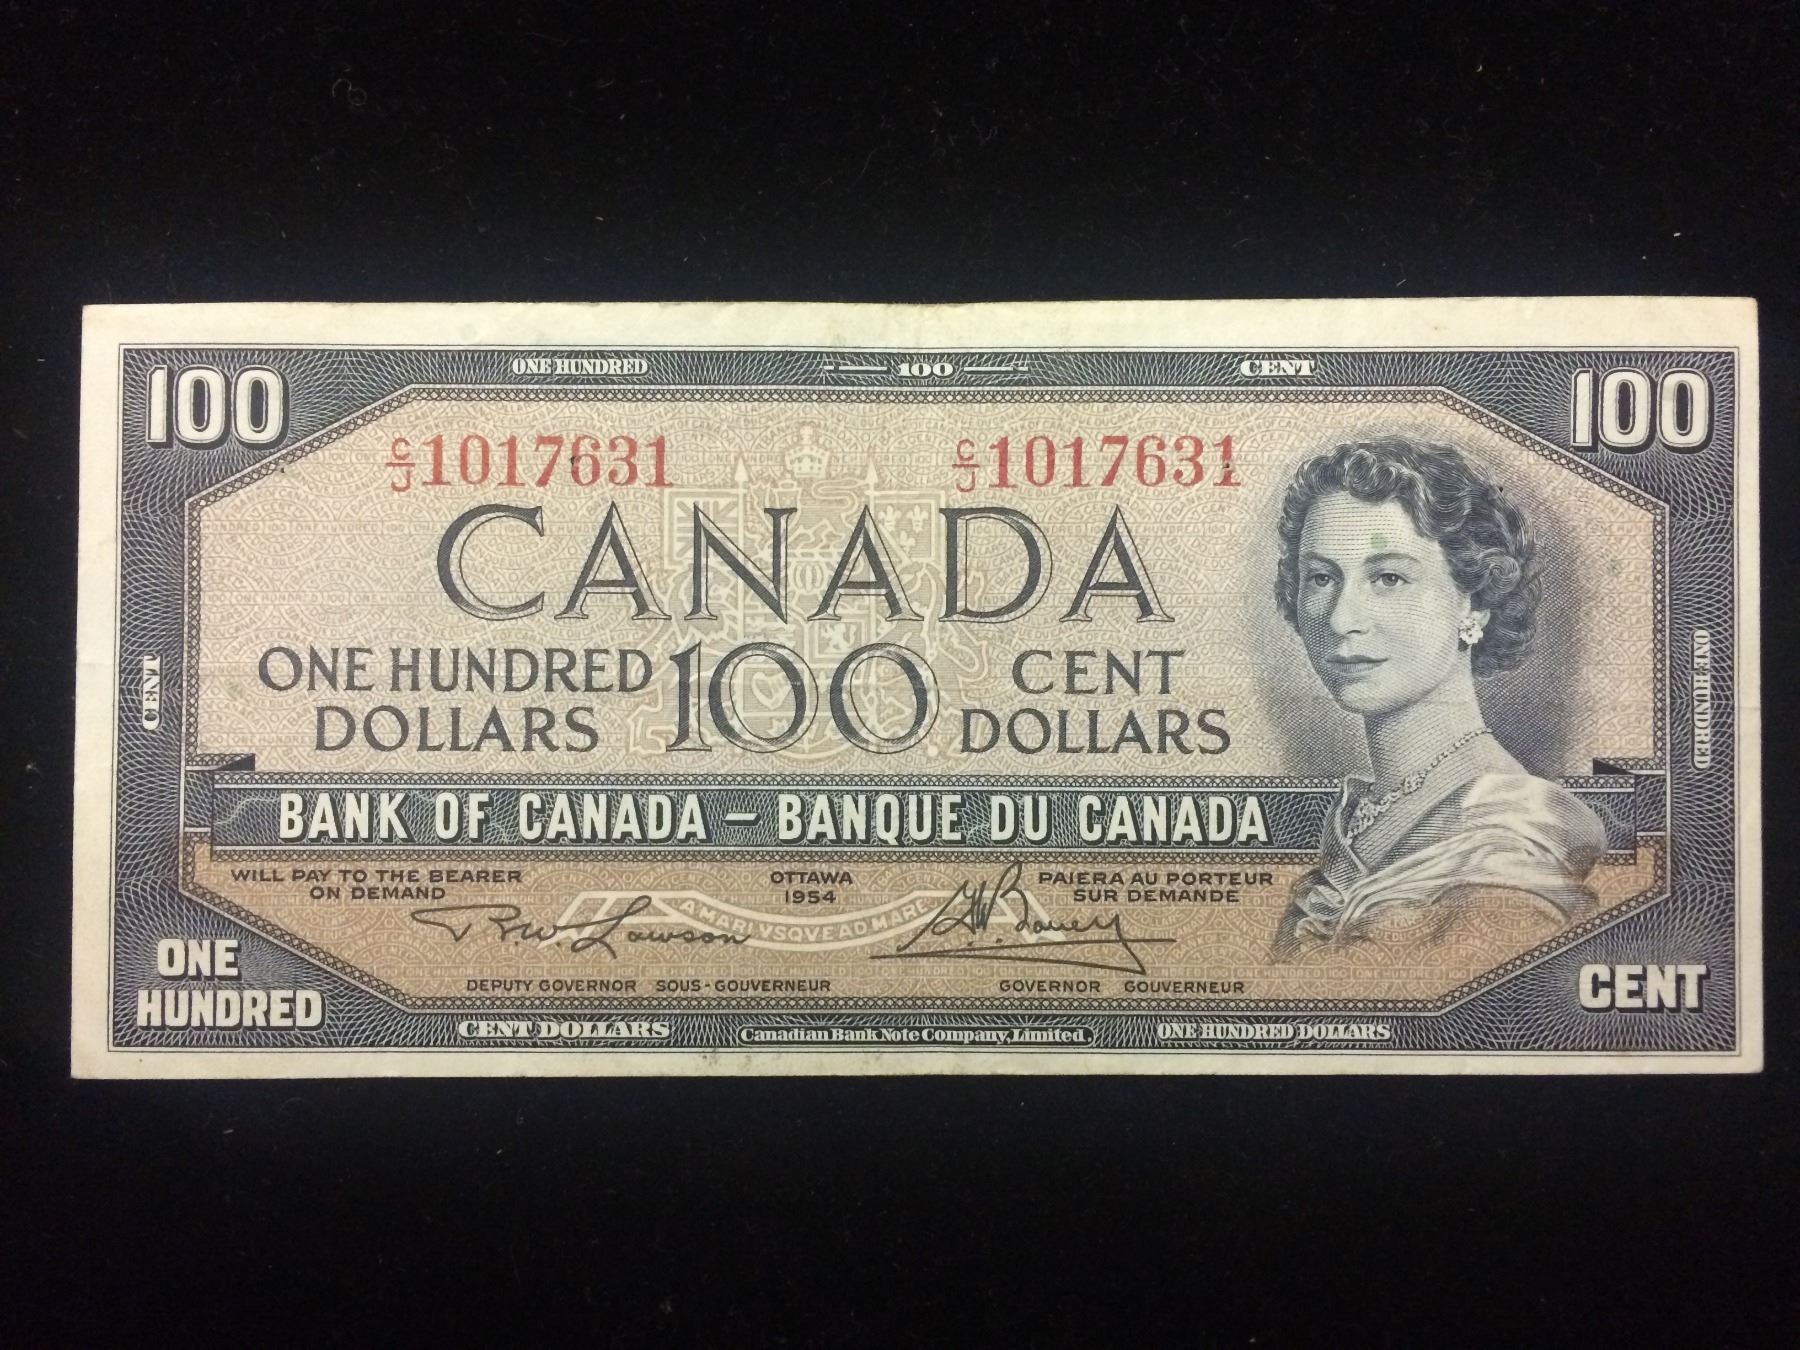 ONE HUNDRED 100 CENT
100 100
C/J 1017631 C/J 1017631
CANADA
ONE HUNDRED DOLLARS 100 CENT DOLLARS
CENT
ONE HUNDRED
BANK OF CANADA – BANQUE DU CANADA
WILL PAY TO THE BEARER ON DEMAND
OTTAWA
1954
PAIERA AU PORTEUR SUR DEMANDE
A MARI VSQVE AD MARE
R.W. Lawson
G.K. Bouey
DEPUTY GOVERNOR SOUS-GOUVERNEUR
GOVERNOR GOUVERNEUR
ONE HUNDRED
CENT
CENT DOLLARS Canadian Bank Note Company, Limited. ONE HUNDRED DOLLARS